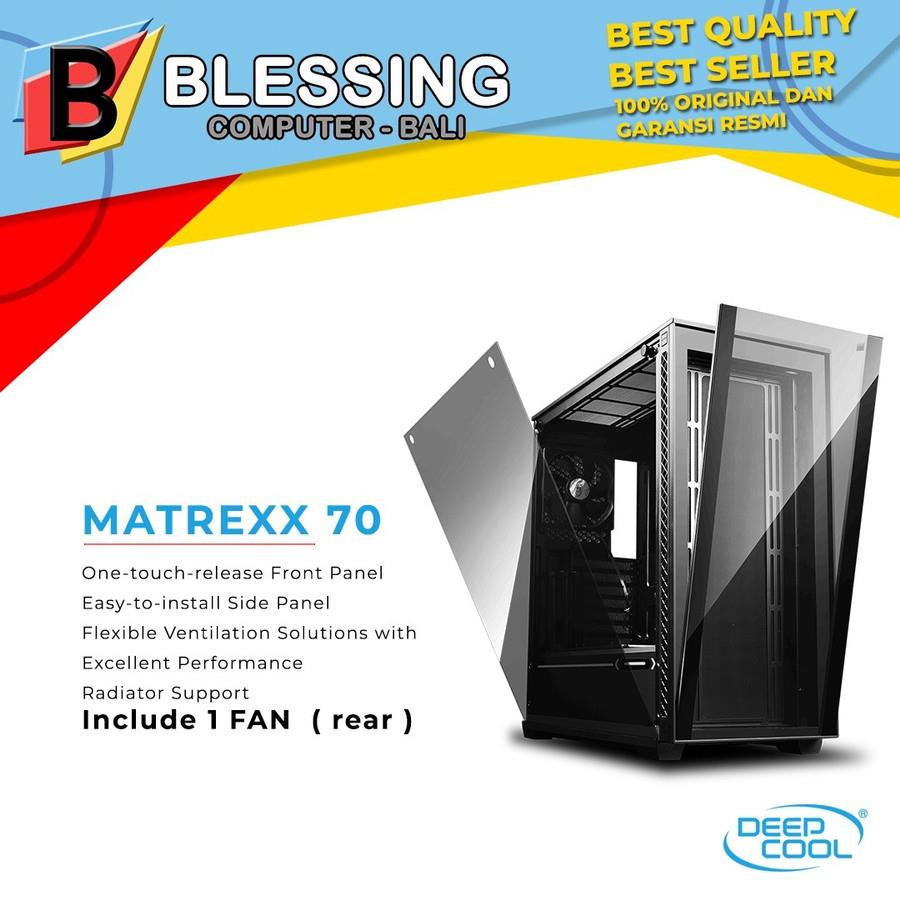 B
BLESSING
COMPUTER - BALI
BEST QUALITY
BEST SELLER
100% ORIGINAL DAN
GARANSI RESMI
MATREXX 70
One-touch-release Front Panel
Easy-to-install Side Panel
Flexible Ventilation Solutions with
Excellent Performance
Radiator Support
Include 1 FAN ( rear )
DEEP
COOL®